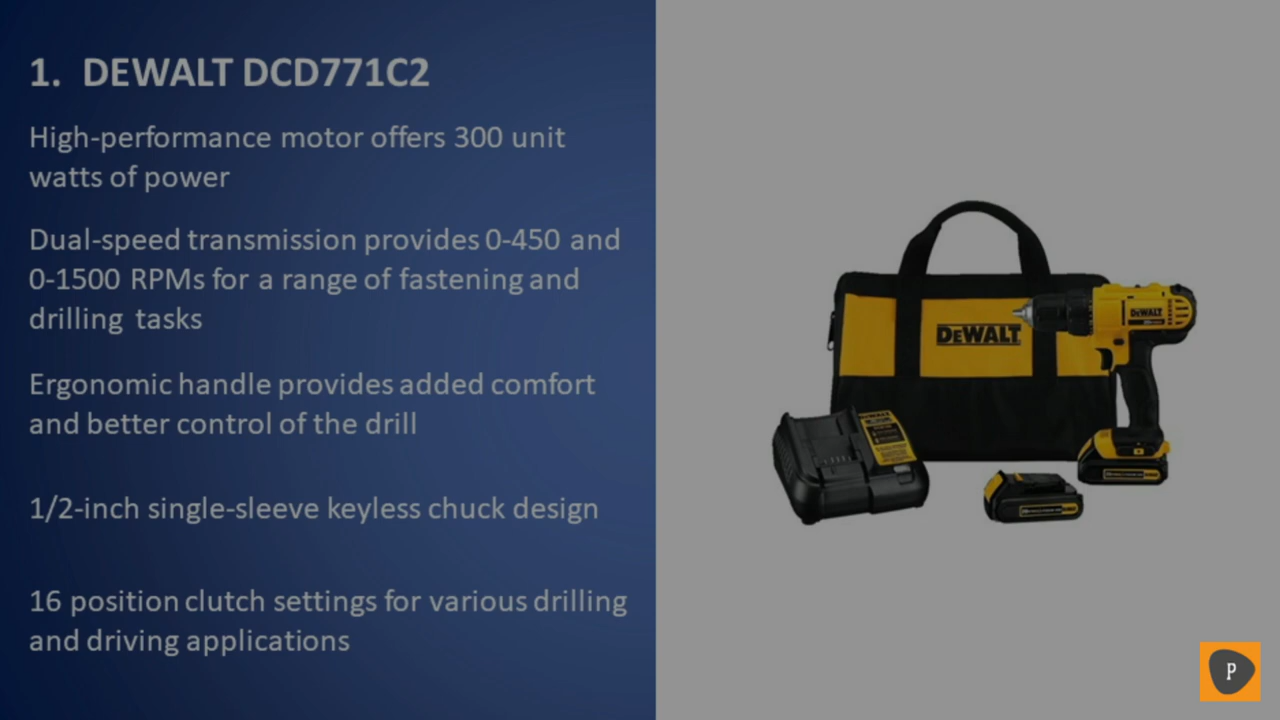 1. DEWALT DCD771C2
High-performance motor offers 300 unit
watts of power
Dual-speed transmission provides 0-450 and
0-1500 RPMs for a range of fastening and
drilling tasks
Ergonomic handle provides added comfort
and better control of the drill
1/2-inch single-sleeve keyless chuck design
16 position clutch settings for various drilling
and driving applications
DEWALT
DEWALT
DEWALT
P